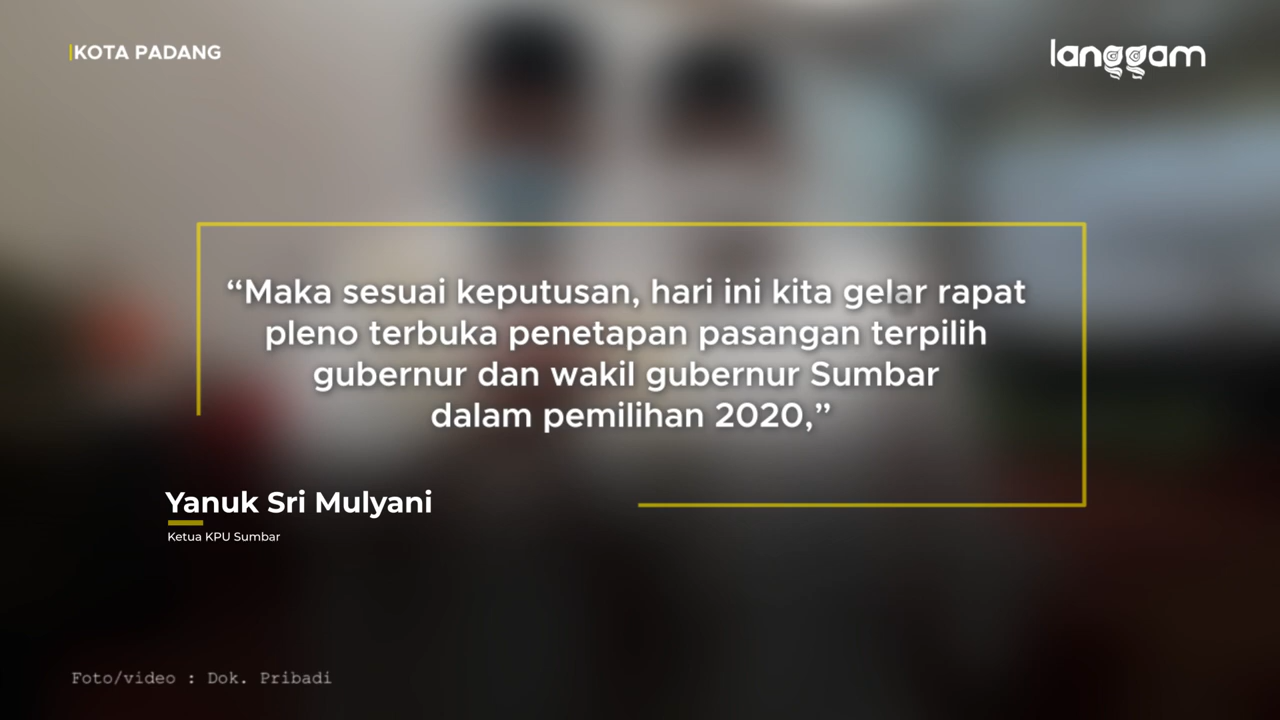 KOTA PADANG
langgam
“Maka sesuai keputusan, hari ini kita gelar rapat
pleno terbuka penetapan pasangan terpilih
gubernur dan wakil gubernur Sumbar
dalam pemilihan 2020,”
Yanuk Sri Mulyani
Ketua KPU Sumbar
Foto/video : Dok. Pribadi